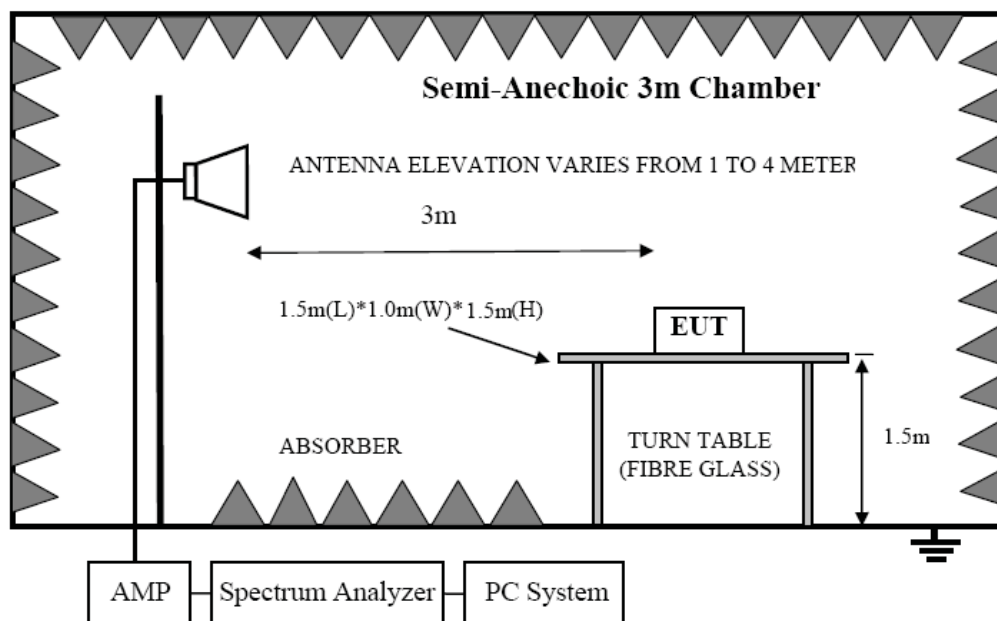 Semi-Anechoic 3m Chamber
ANTENNA ELEVATION VARIES FROM 1 TO 4 METER
3m
1.5m(L)*1.0m(W)*1.5m(H)
EUT
ABSORBER
TURN TABLE
(FIBRE GLASS)
1.5m
AMP
Spectrum Analyzer
PC System